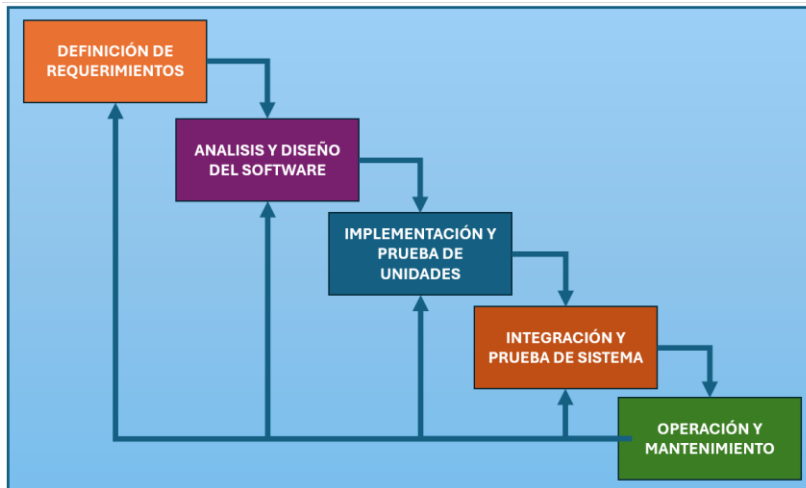 DEFINICIÓN DE
REQUERIMIENTOS
ANALISIS Y DISEÑO
DEL SOFTWARE
IMPLEMENTACIÓN Y
PRUEBA DE
UNIDADES
INTEGRACIÓN Y
PRUEBA DE SISTEMA
OPERACIÓN Y
MANTENIMIENTO